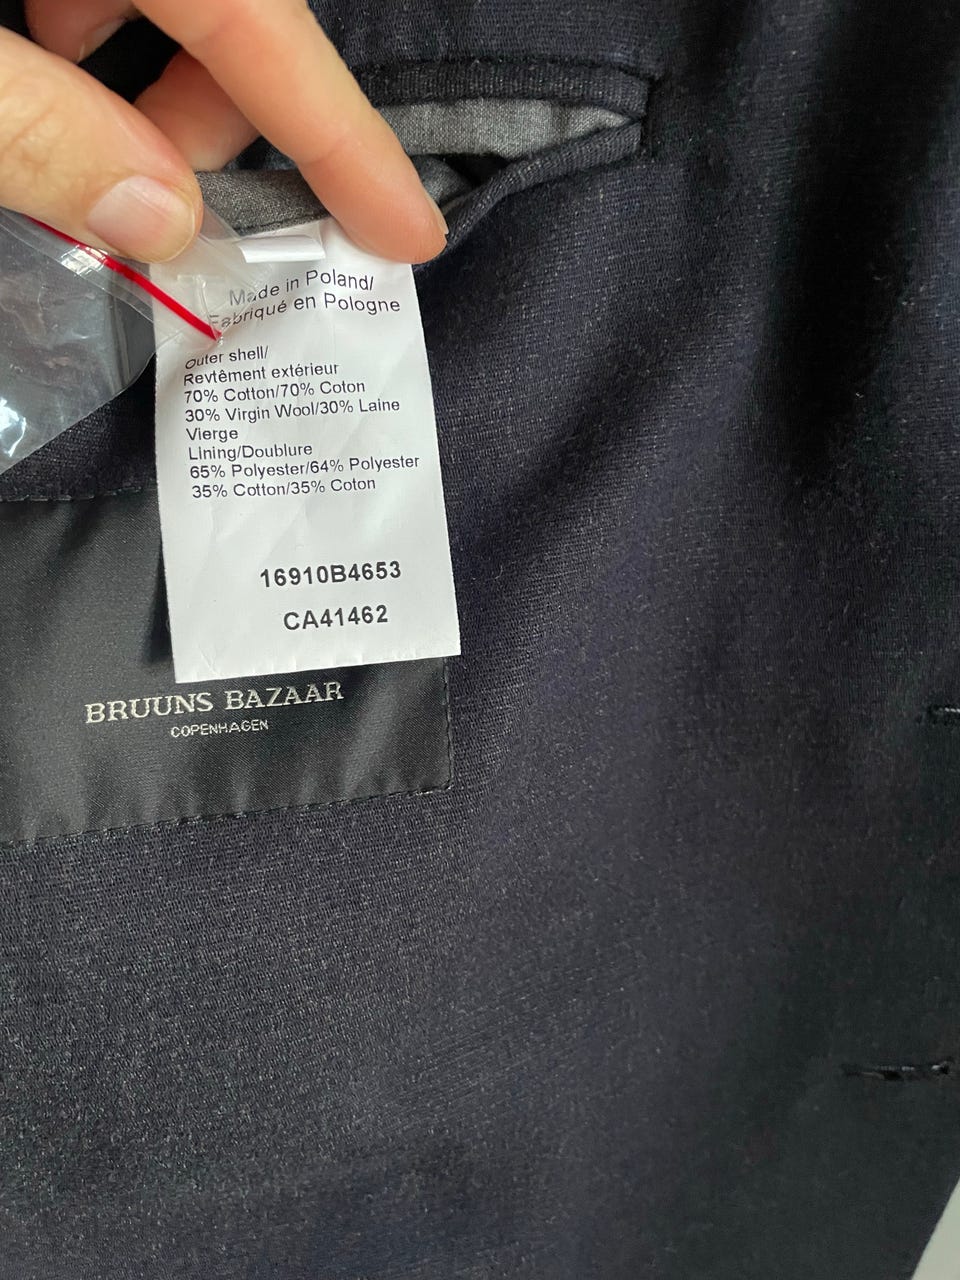 Made in Poland/
Fabriqué en Pologne
Outer shell/
Revtêment extérieur
70% Cotton/70% Coton
30% Virgin Wool/30% Laine
Vierge
Lining/Doublure
65% Polyester/64% Polyester
35% Cotton/35% Coton
16910B4653
CA41462
BRUUNS BAZAAR
COPENHAGEN